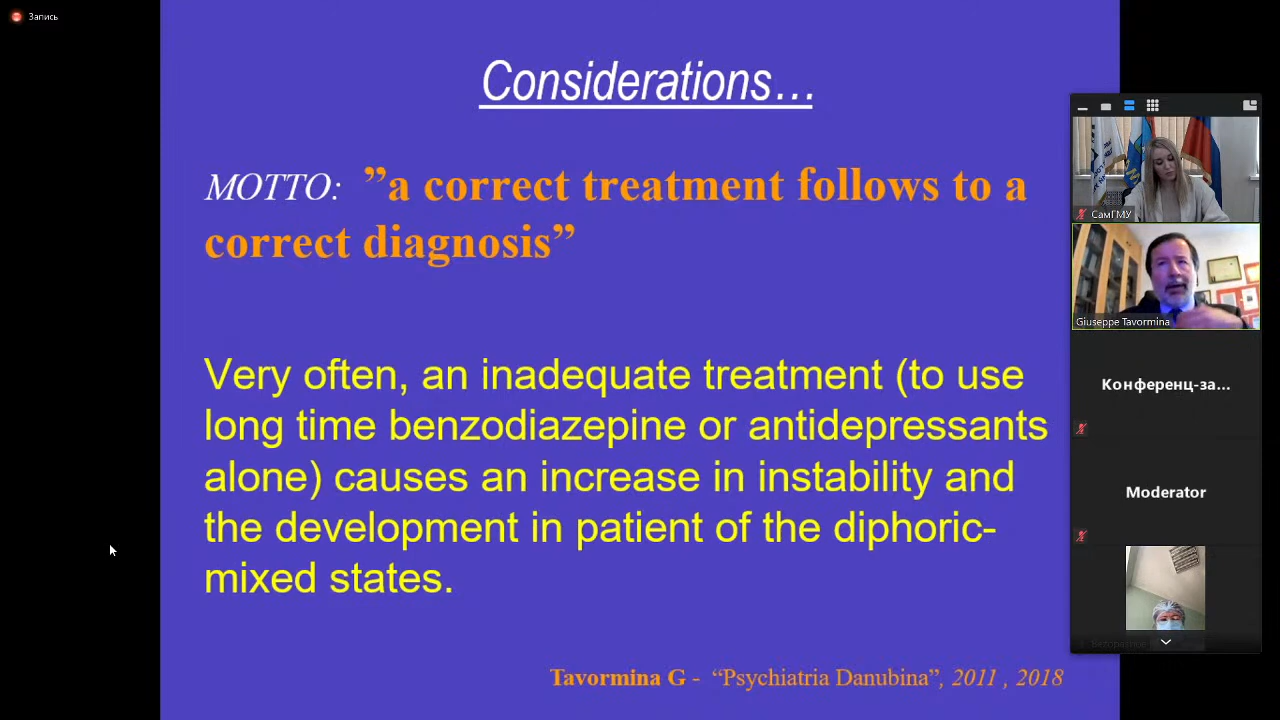 Запись
Considerations…
MOTTO: ”a correct treatment follows to a
correct diagnosis”
Very often, an inadequate treatment (to use
long time benzodiazepine or antidepressants
alone) causes an increase in instability and
the development in patient of the diphoric-
mixed states.
Tavormina G - “Psychiatria Danubina”, 2011 , 2018
СамГМУ
Giuseppe Tavormina
Конференц-за...
Moderator